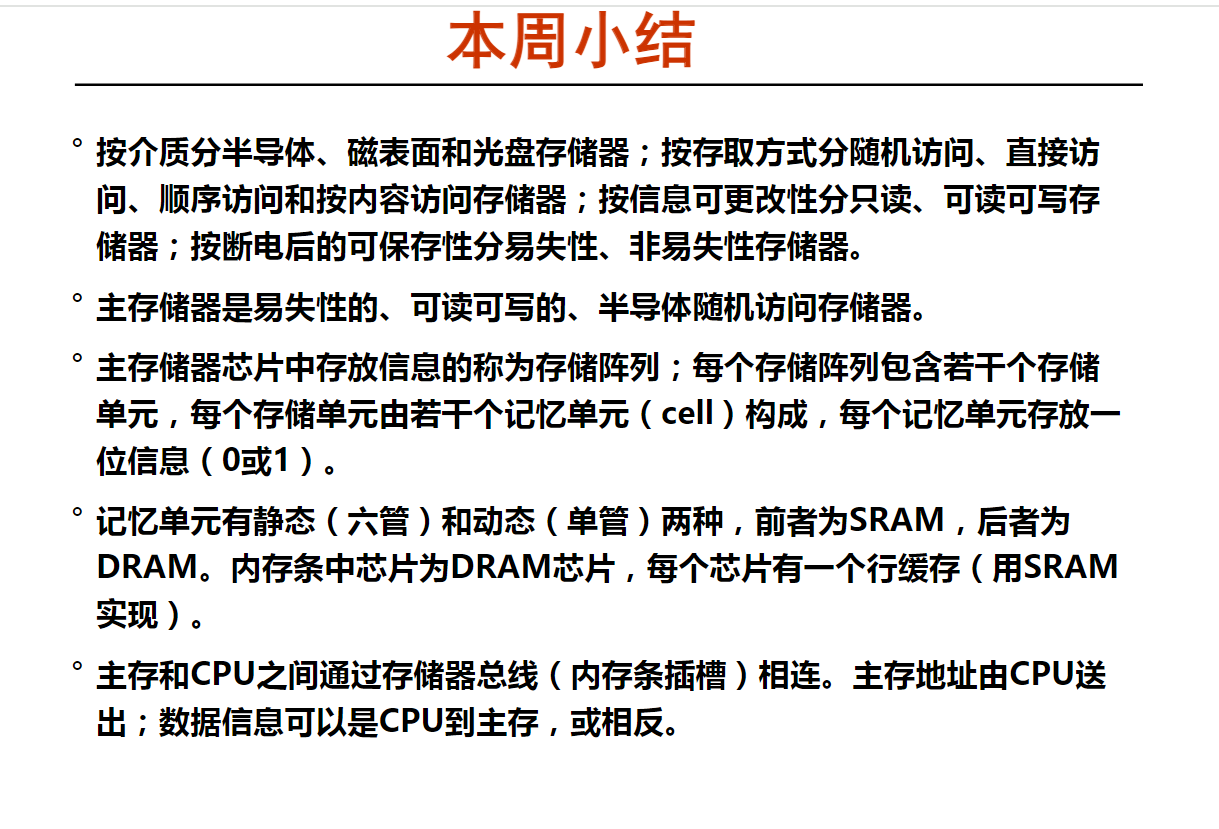 本周小结
° 按介质分半导体、磁表面和光盘存储器；按存取方式分随机访问、直接访
问、顺序访问和按内容访问存储器；按信息可更改性分只读、可读可写存
储器；按断电后的可保存性分易失性、非易失性存储器。
° 主存储器是易失性的、可读可写的、半导体随机访问存储器。
° 主存储器芯片中存放信息的称为存储阵列；每个存储阵列包含若干个存储
单元，每个存储单元由若干个记忆单元（cell）构成，每个记忆单元存放一
位信息（0或1）。
° 记忆单元有静态（六管）和动态（单管）两种，前者为SRAM，后者为
DRAM。内存条中芯片为DRAM芯片，每个芯片有一个行缓存（用SRAM
实现）。
° 主存和CPU之间通过存储器总线（内存条插槽）相连。主存地址由CPU送
出；数据信息可以是CPU到主存，或相反。